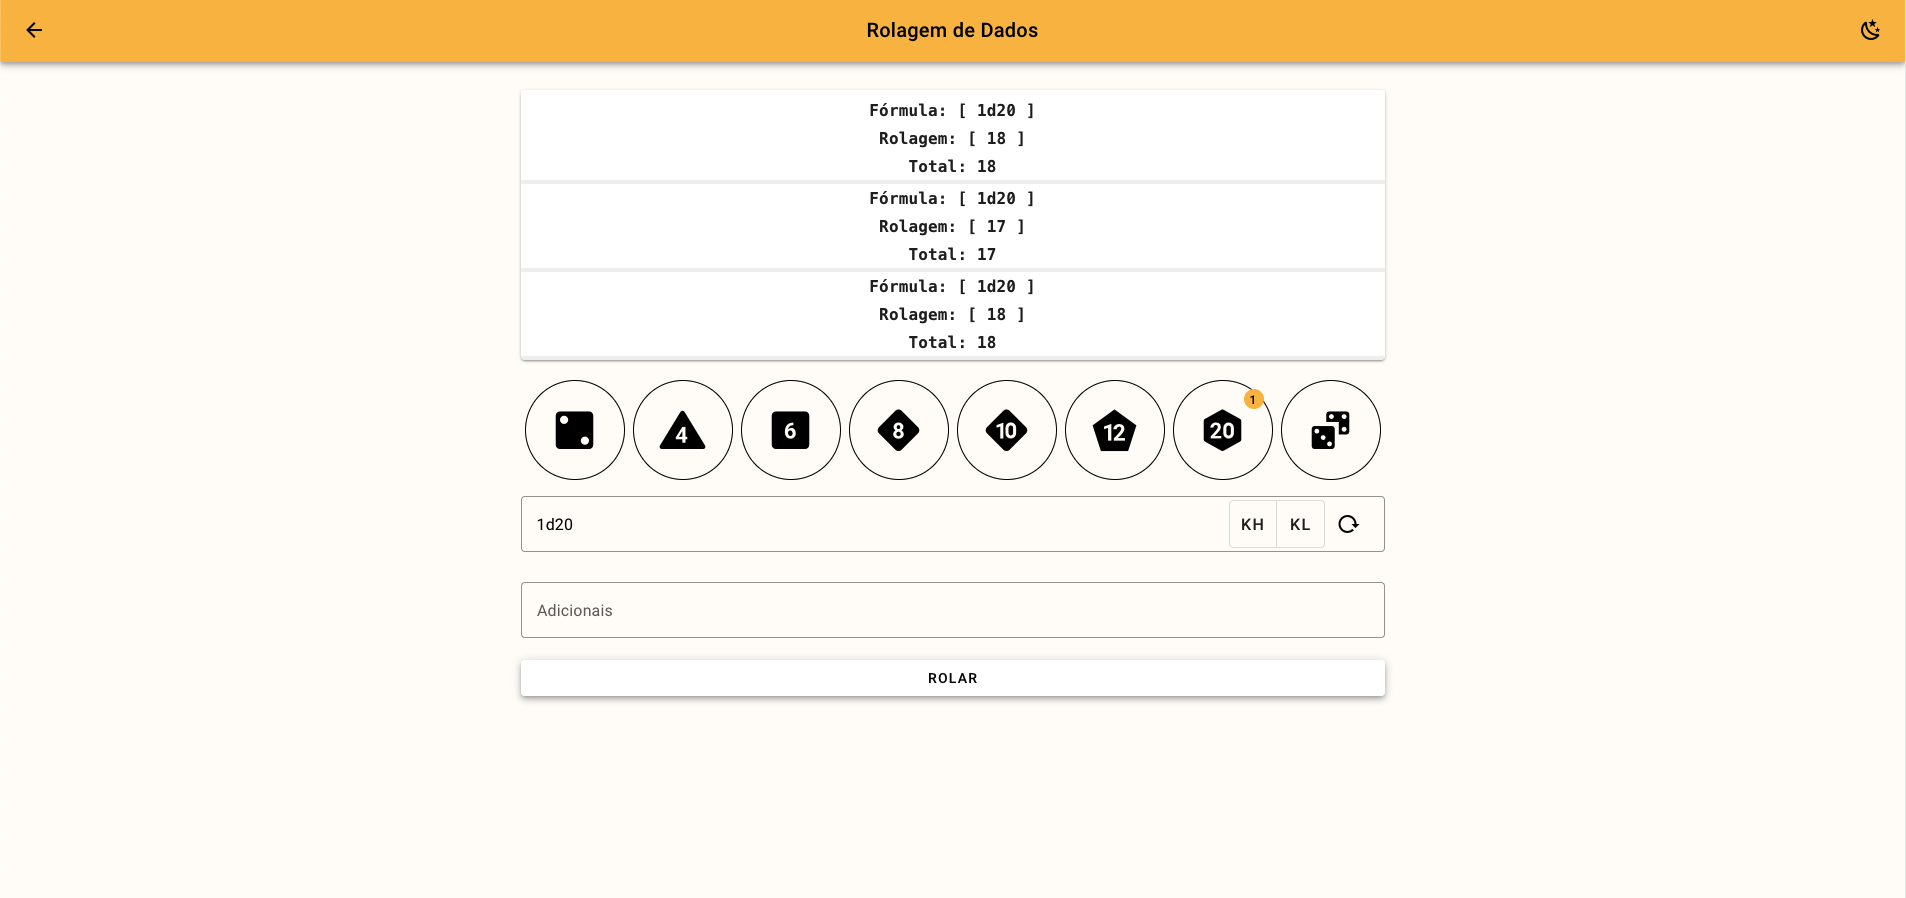 Rolagem de Dados
Fórmula: [ 1d20 ]
Rolagem: [ 18 ]
Total: 18
Fórmula: [ 1d20 ]
Rolagem: [ 17 ]
Total: 17
Fórmula: [ 1d20 ]
Rolagem: [ 18 ]
Total: 18
1
4 6 8 10 12 20
1d20 KH KL
Adicionais
ROLAR